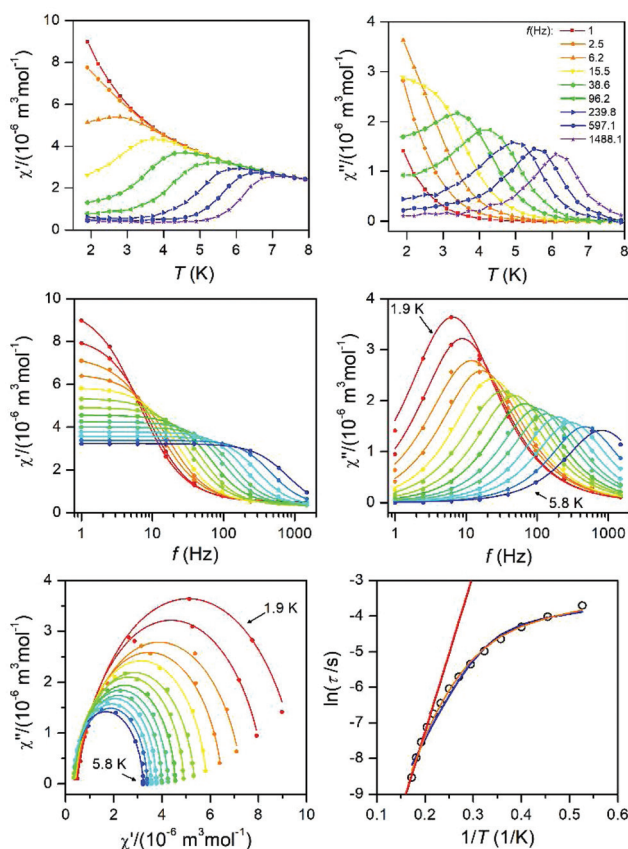 10
8
6
4
2
0
χ'/(10⁻⁶ m³mol⁻¹)
2 3 4 5 6 7 8
T (K)
4
3
2
1
0
χ"/(10⁻⁶ m³mol⁻¹)
f(Hz):
1
2.5
6.2
15.5
38.6
96.2
239.8
597.1
1488.1
2 3 4 5 6 7 8
T (K)
10
8
6
4
2
0
χ'/(10⁻⁶ m³mol⁻¹)
1 10 100 1000
f (Hz)
4
3
2
1
0
χ"/(10⁻⁶ m³mol⁻¹)
1.9 K
5.8 K
1 10 100 1000
f (Hz)
4
3
2
1
0
χ"/(10⁻⁶ m³mol⁻¹)
1.9 K
5.8 K
0 2 4 6 8 10
χ'/(10⁻⁶ m³mol⁻¹)
-3
-4
-5
-6
-7
-8
-9
ln(τ/s)
0.1 0.2 0.3 0.4 0.5 0.6
1/T (1/K)